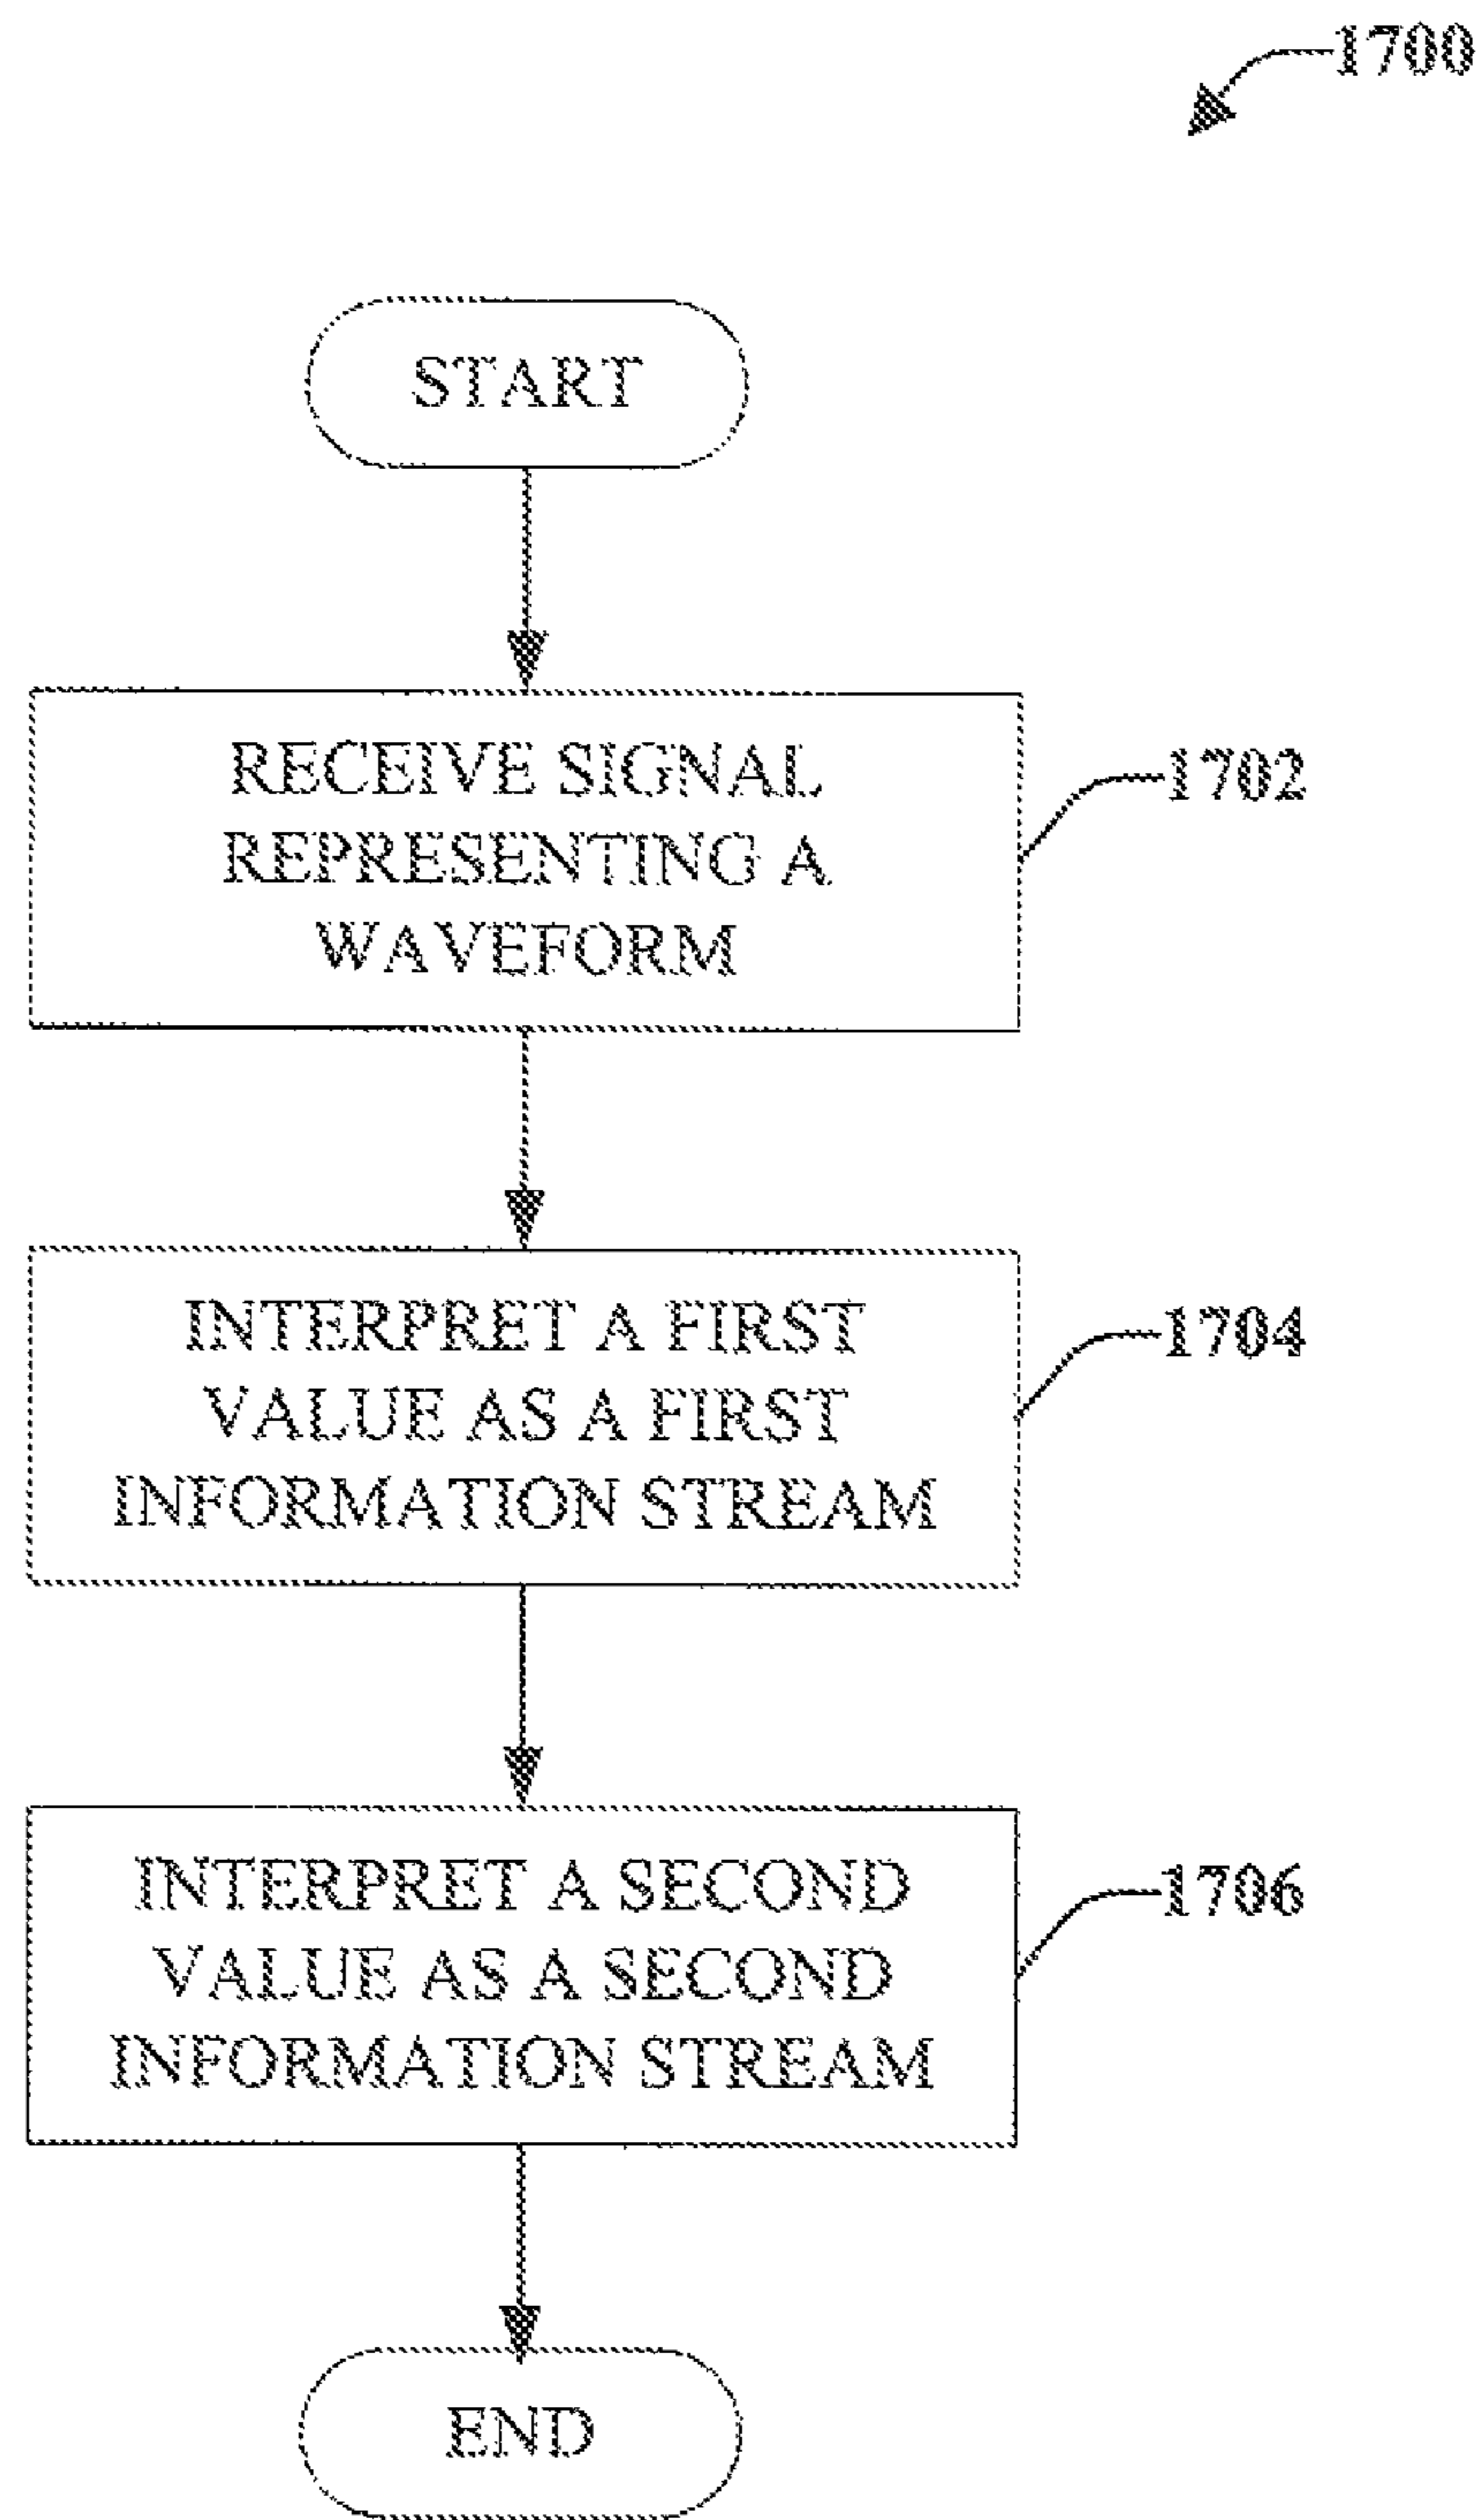 1700
START
RECEIVE SIGNAL
REPRESENTING A
WAVEFORM
1702
INTERPRET A FIRST
VALUE AS A FIRST
INFORMATION STREAM
1704
INTERPRET A SECOND
VALUE AS A SECOND
INFORMATION STREAM
1706
END